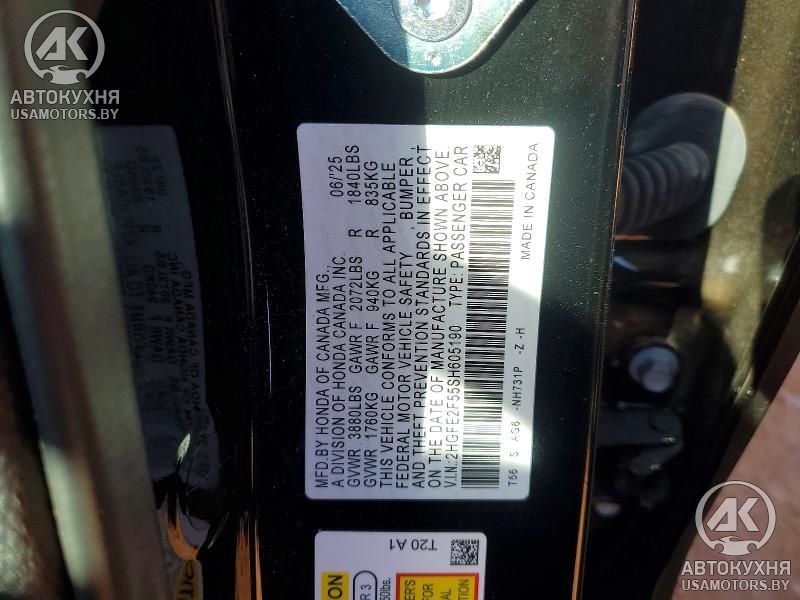 AK
АВТОКУХНЯ
USAMOTORS.BY
MFD.BY HONDA OF CANADA MFG., 06/'25
A DIVISION OF HONDA CANADA INC.
GVWR 3880LBS GAWR F 2072LBS R 1840LBS
GVWR 1760KG GAWR F 940KG R 835KG
THIS VEHICLE CONFORMS TO ALL APPLICABLE
FEDERAL MOTOR VEHICLE SAFETY, BUMPER,
AND THEFT PREVENTION STANDARDS IN EFFECT
ON THE DATE OF MANUFACTURE SHOWN ABOVE.
V.I.N.:2HGFE2F55SH605190 TYPE: PASSENGER CAR
T56 S AG6 -NH731P -Z -H MADE IN CANADA
T20 A1
AK
АВТОКУХНЯ
USAMOTORS.BY